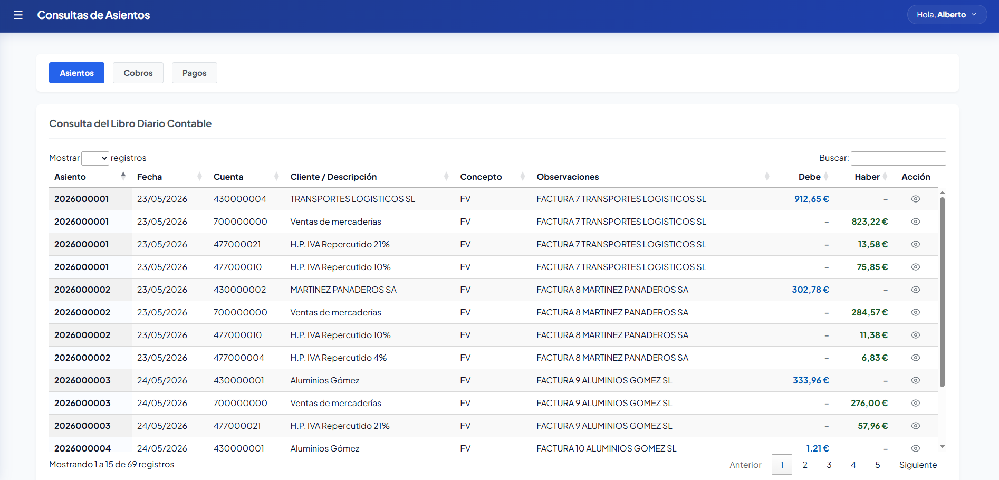 ☰ Consultas de Asientos Hola, Alberto
Asientos Cobros Pagos
Consulta del Libro Diario Contable
Mostrar registros Buscar:
Asiento Fecha Cuenta Cliente / Descripción Concepto Observaciones Debe Haber Acción
2026000001 23/05/2026 430000004 TRANSPORTES LOGISTICOS SL FV FACTURA 7 TRANSPORTES LOGISTICOS SL 912,65 € –
2026000001 23/05/2026 700000000 Ventas de mercaderías FV FACTURA 7 TRANSPORTES LOGISTICOS SL – 823,22 €
2026000001 23/05/2026 477000021 H.P. IVA Repercutido 21% FV FACTURA 7 TRANSPORTES LOGISTICOS SL – 13,58 €
2026000001 23/05/2026 477000010 H.P. IVA Repercutido 10% FV FACTURA 7 TRANSPORTES LOGISTICOS SL – 75,85 €
2026000002 23/05/2026 430000002 MARTINEZ PANADEROS SA FV FACTURA 8 MARTINEZ PANADEROS SA 302,78 € –
2026000002 23/05/2026 700000000 Ventas de mercaderías FV FACTURA 8 MARTINEZ PANADEROS SA – 284,57 €
2026000002 23/05/2026 477000010 H.P. IVA Repercutido 10% FV FACTURA 8 MARTINEZ PANADEROS SA – 11,38 €
2026000002 23/05/2026 477000004 H.P. IVA Repercutido 4% FV FACTURA 8 MARTINEZ PANADEROS SA – 6,83 €
2026000003 24/05/2026 430000001 Aluminios Gómez FV FACTURA 9 ALUMINIOS GOMEZ SL 333,96 € –
2026000003 24/05/2026 700000000 Ventas de mercaderías FV FACTURA 9 ALUMINIOS GOMEZ SL – 276,00 €
2026000003 24/05/2026 477000021 H.P. IVA Repercutido 21% FV FACTURA 9 ALUMINIOS GOMEZ SL – 57,96 €
2026000004 24/05/2026 430000001 Aluminios Gómez FV FACTURA 10 ALUMINIOS GOMEZ SL 1,21 € –
Mostrando 1 a 15 de 69 registros Anterior 1 2 3 4 5 Siguiente